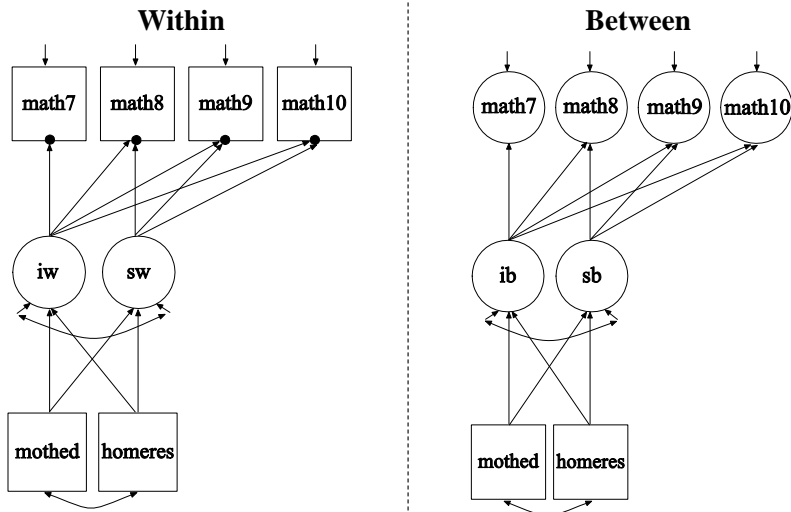 Within
Between
math7 math8 math9 math10
math7 math8 math9 math10
iw sw
ib sb
mothed homeres
mothed homeres